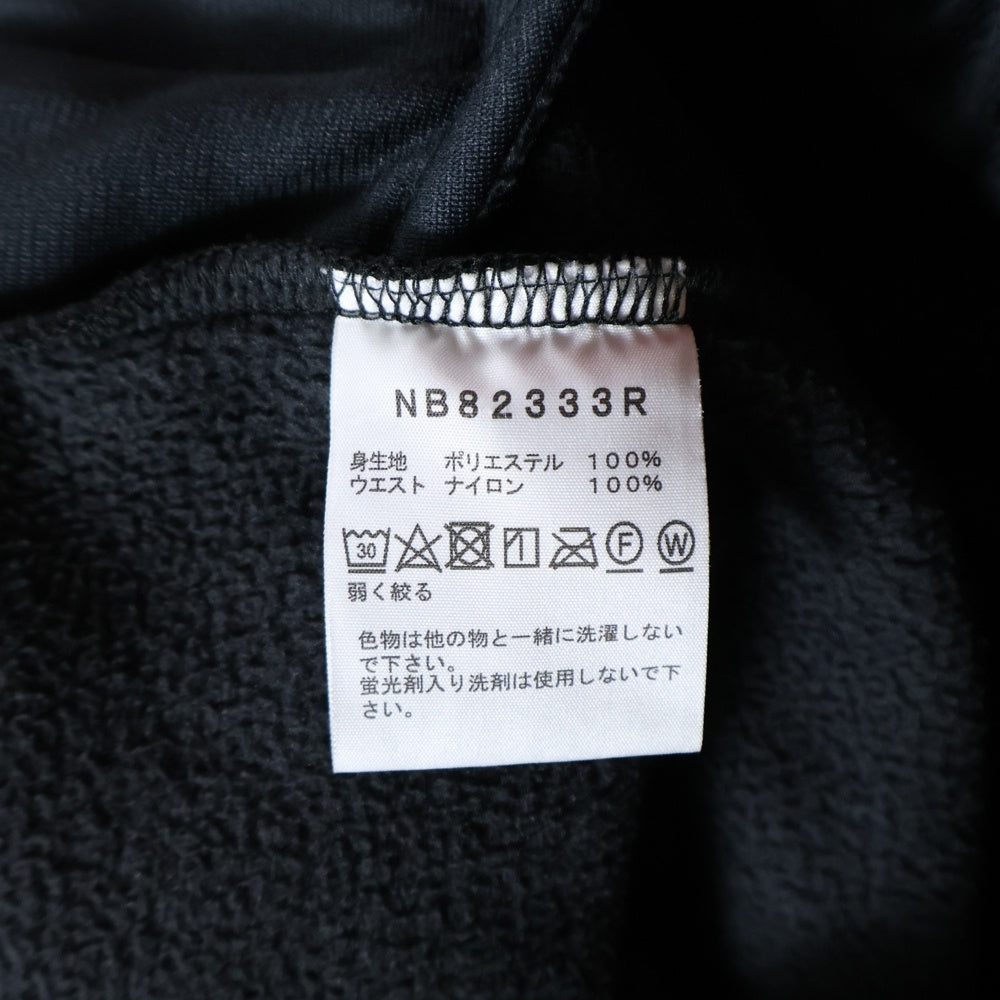 NB82333R
身生地 ポリエステル 100%
ウエスト ナイロン 100%
30 F W
弱く絞る
色物は他の物と一緒に洗濯しない
で下さい。
蛍光剤入り洗剤は使用しないで下
さい。